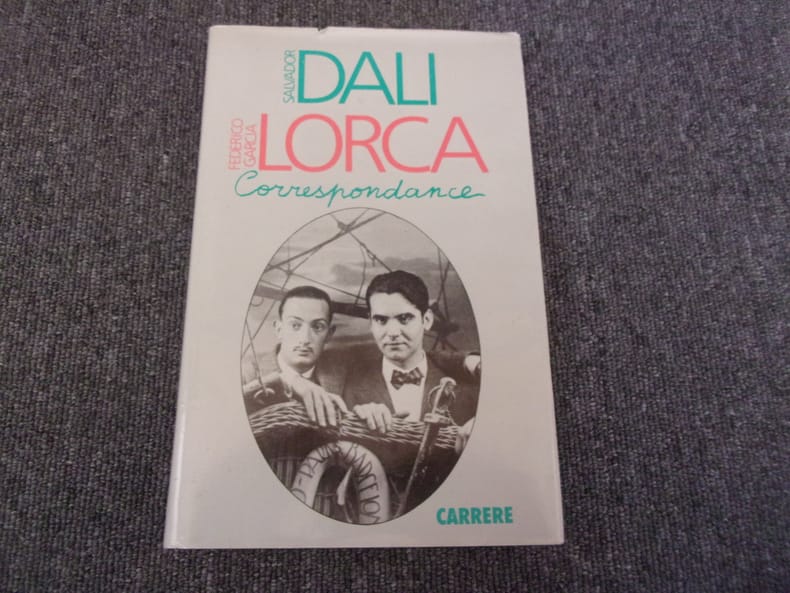 SALVADOR
DALI
FEDERICO
GARCIA
LORCA
Correspondance
CARRERE